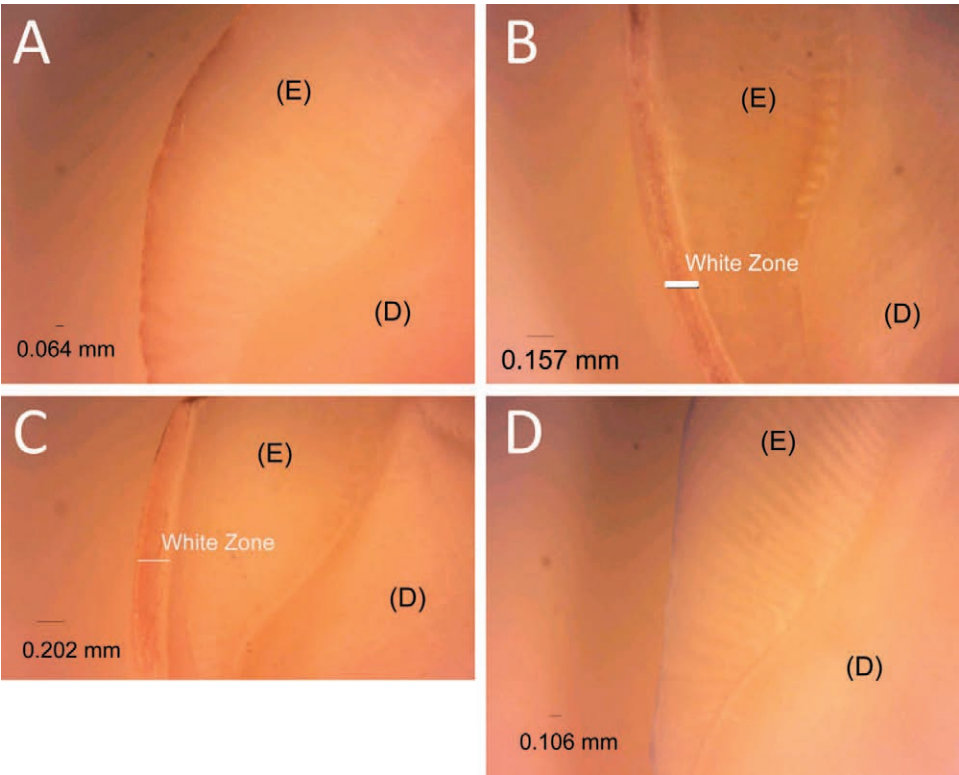 A
(E)
(D)
0.064 mm
B
(E)
White Zone
(D)
0.157 mm
C
(E)
White Zone
(D)
0.202 mm
D
(E)
(D)
0.106 mm